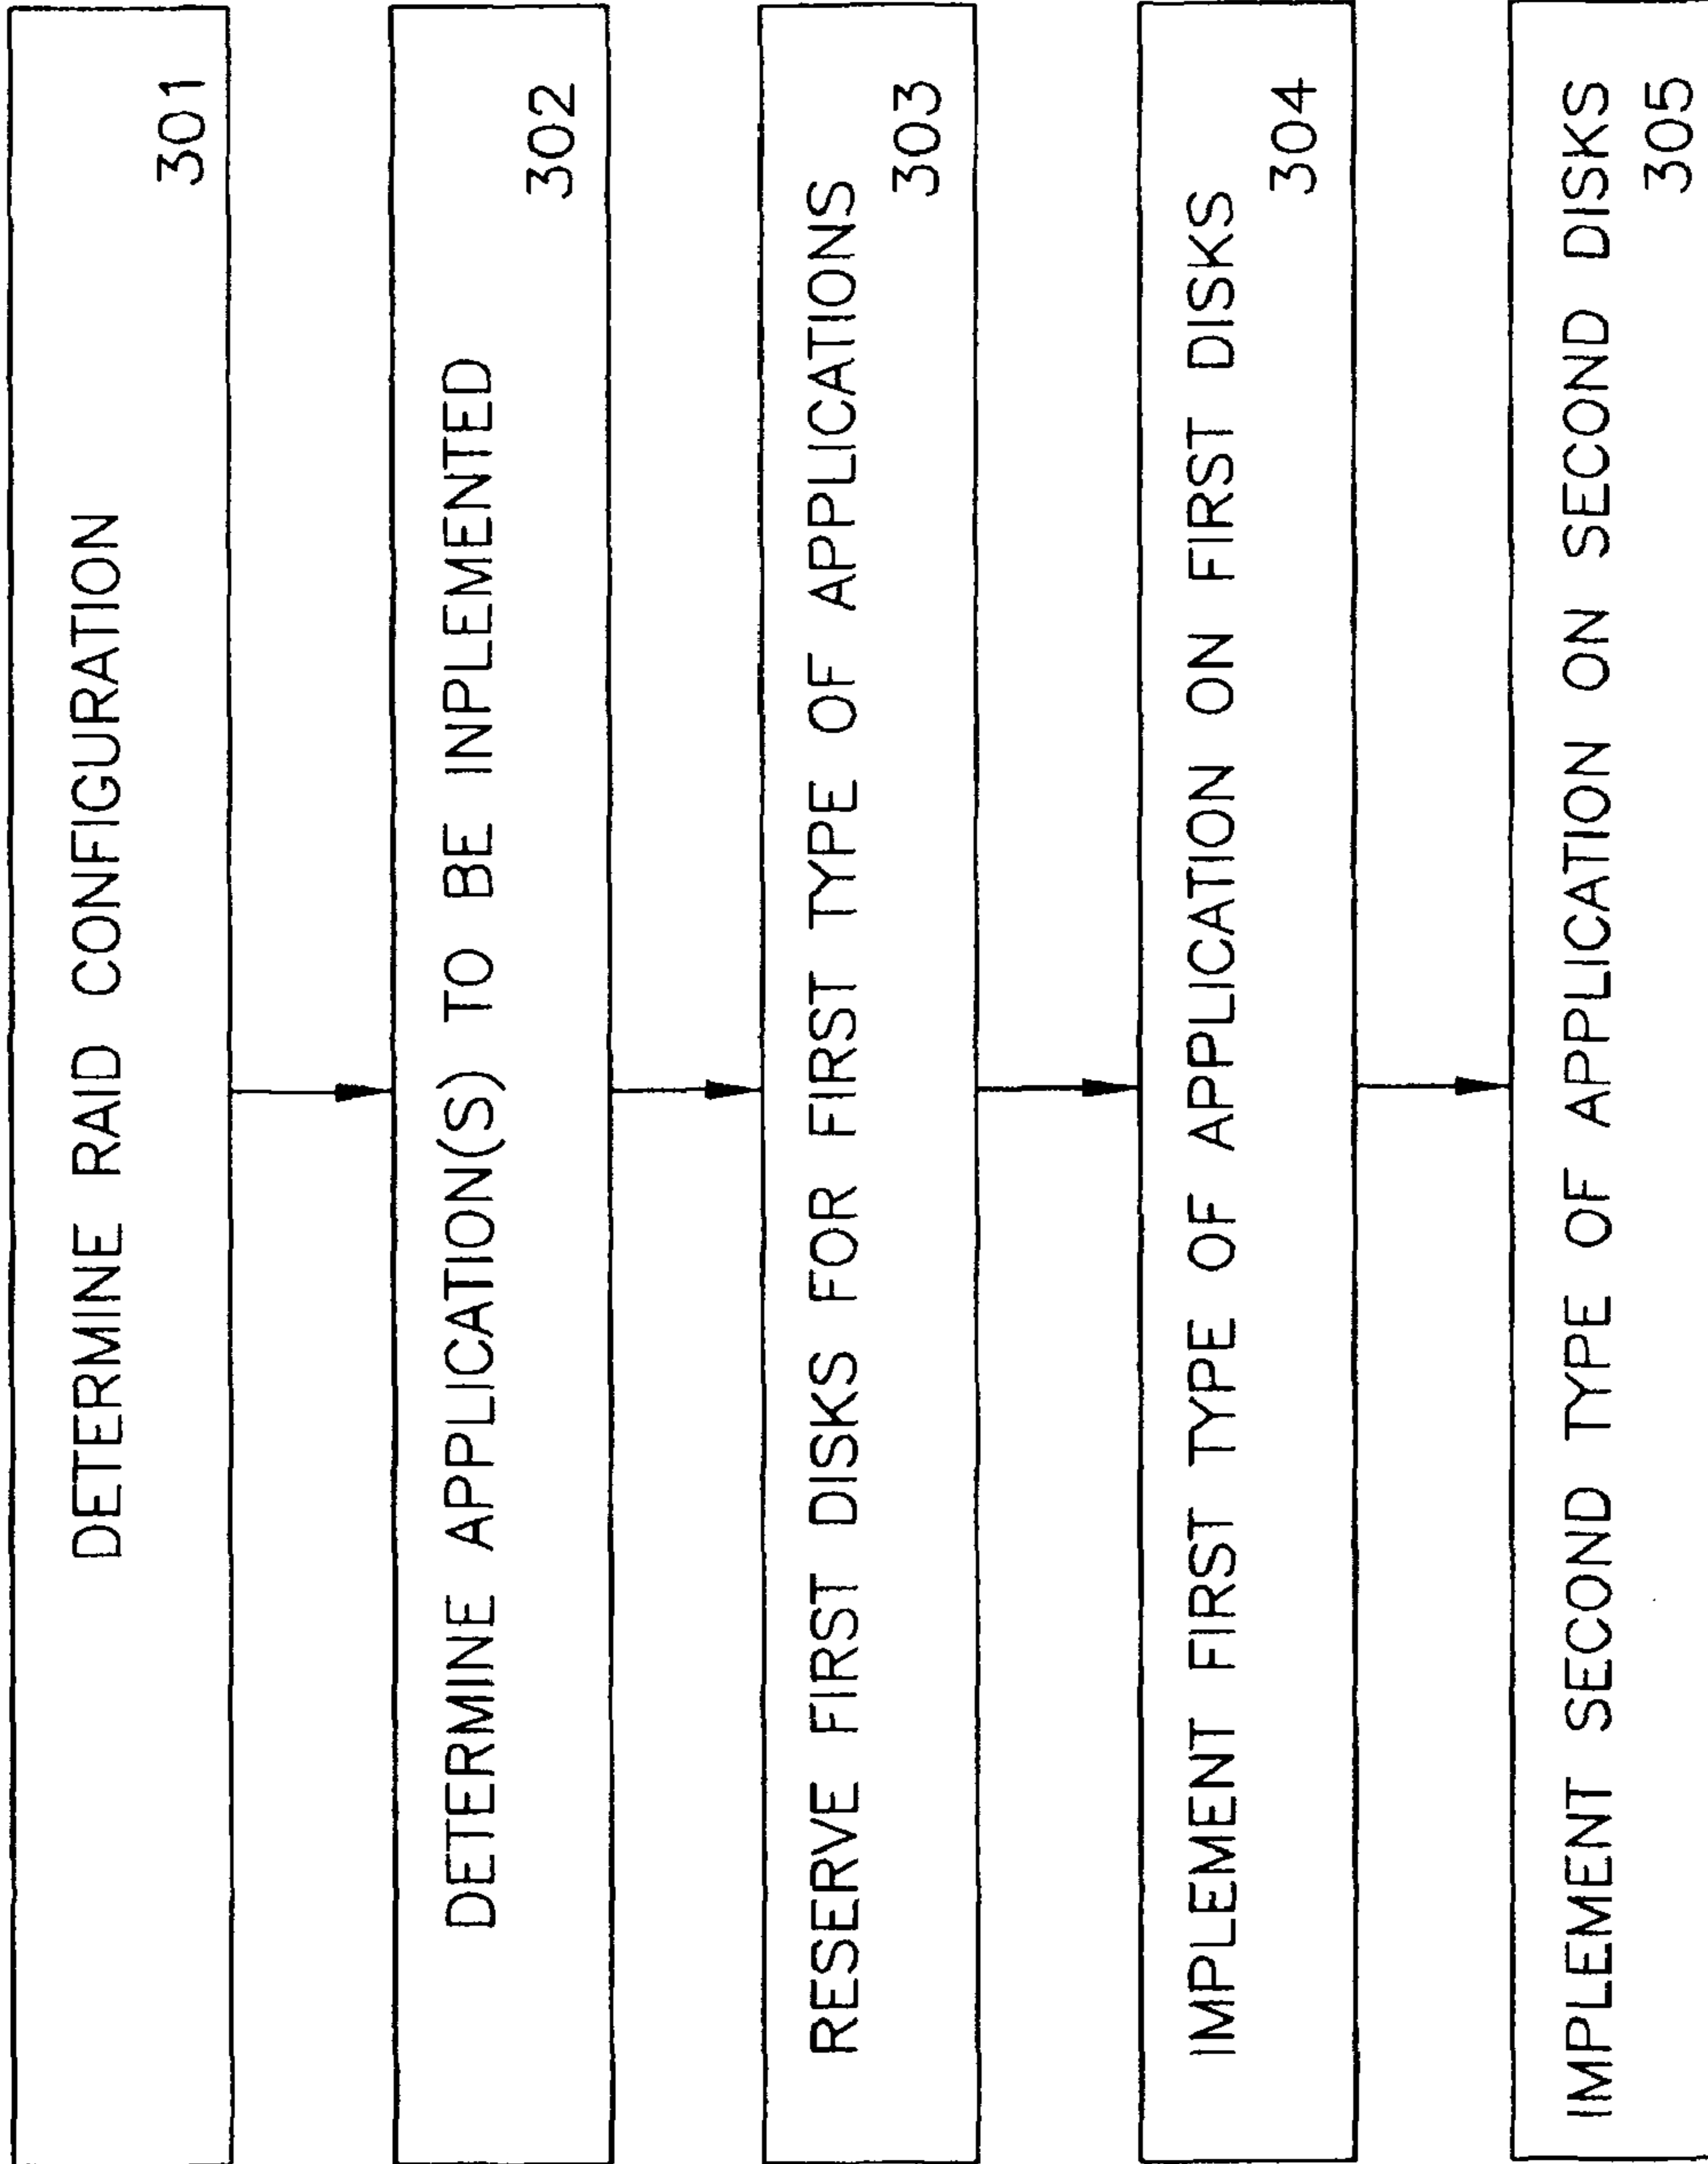 DETERMINE RAID CONFIGURATION
301
DETERMINE APPLICATION(S) TO BE INPLEMENTED
302
RESERVE FIRST DISKS FOR FIRST TYPE OF APPLICATIONS
303
IMPLEMENT FIRST TYPE OF APPLICATION ON FIRST DISKS
304
IMPLEMENT SECOND TYPE OF APPLICATION ON SECOND DISKS
305